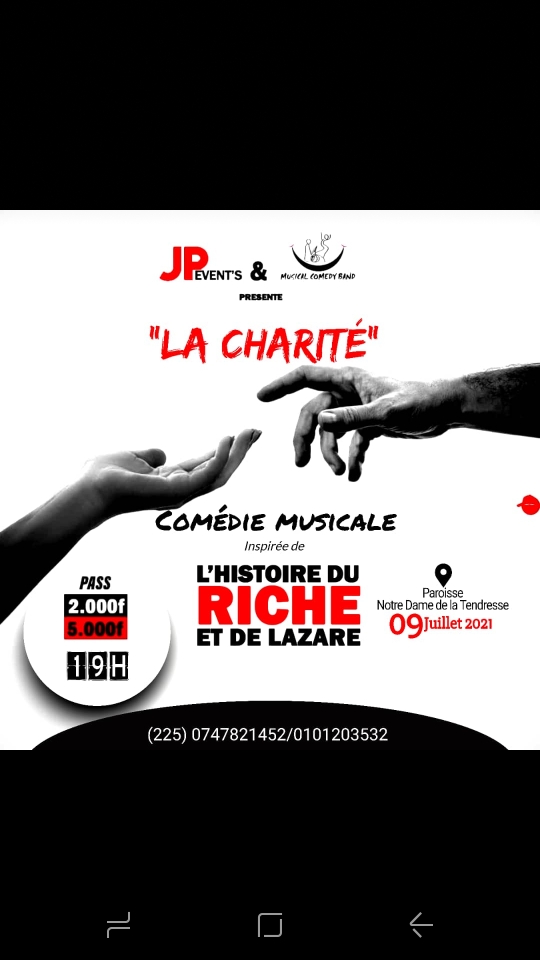 JP EVENT'S & MUSICAL COMEDY BAND
PRESENTE
"LA CHARITÉ"
COMÉDIE MUSICALE
Inspirée de
L'HISTOIRE DU
RICHE
ET DE LAZARE
PASS
2.000f
5.000f
19H
Paroisse
Notre Dame de la Tendresse
09 Juillet 2021
(225) 0747821452/0101203532